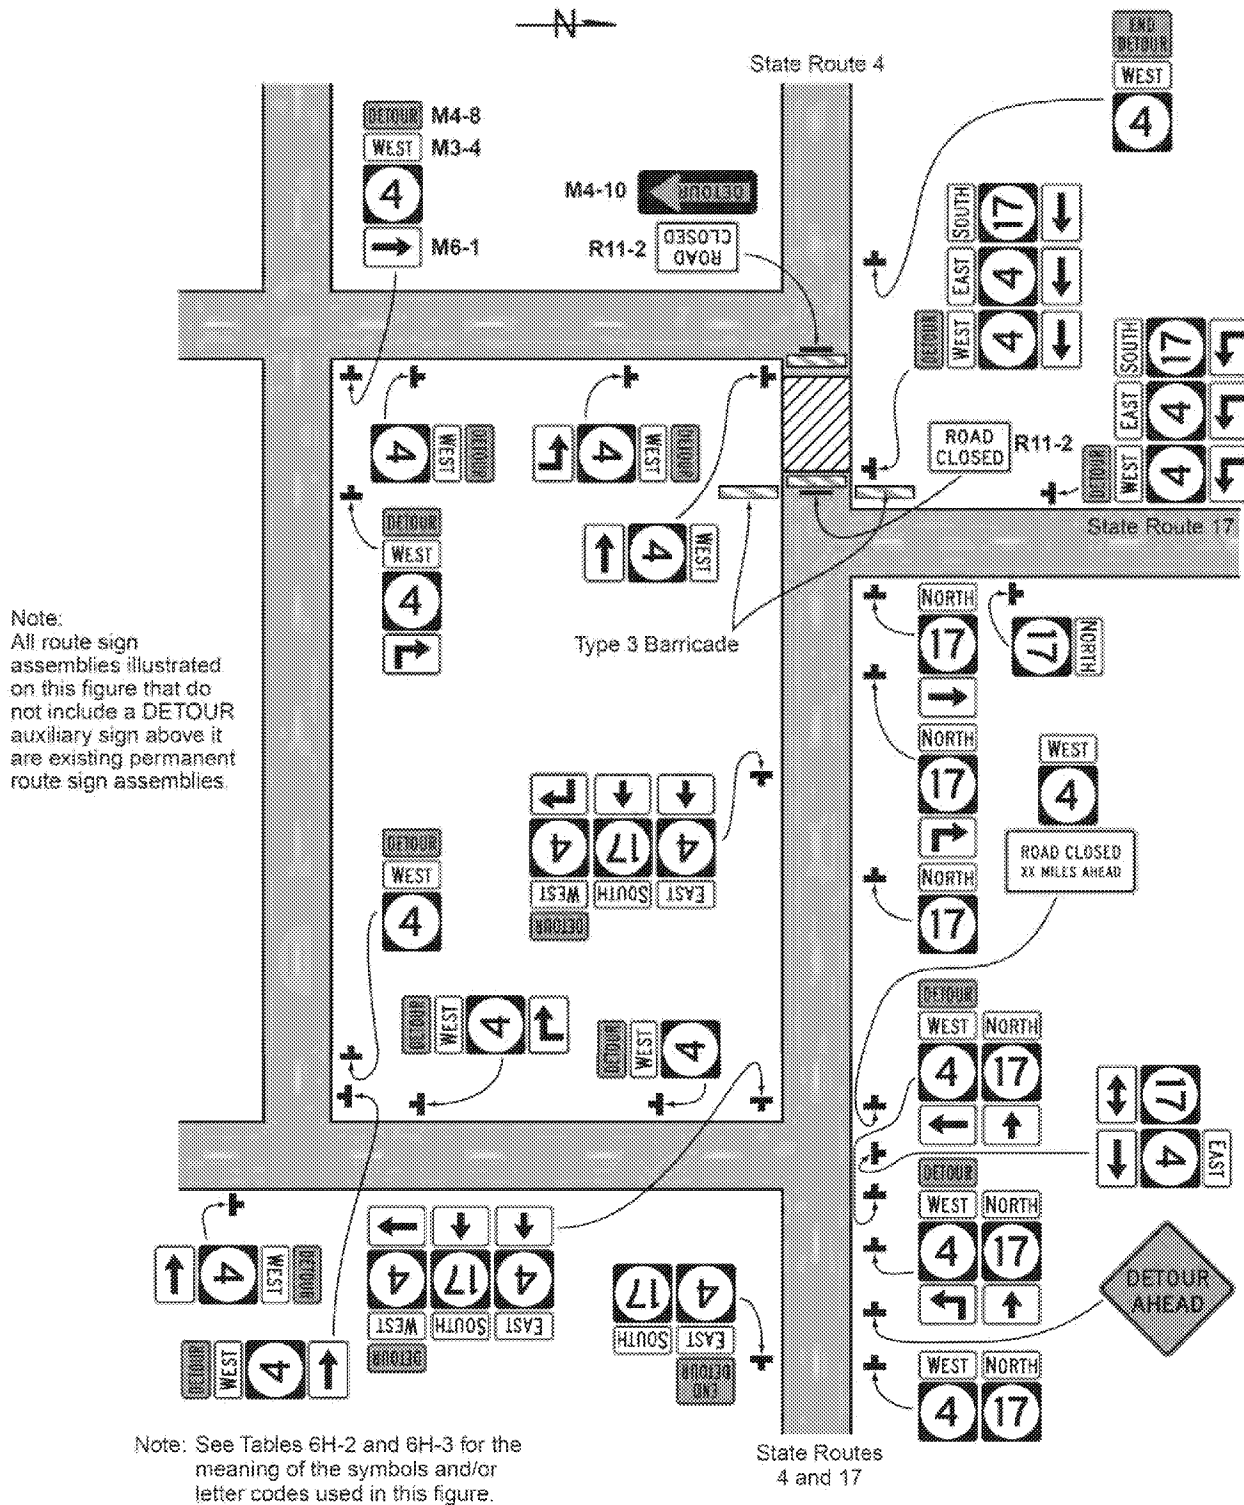 N
State Route 4
END
DETOUR
WEST
4
DETOUR M4-8
WEST M3-4
4
M6-1
M4-10 DETOUR
R11-2 ROAD
CLOSED
SOUTH 17
EAST 4
DETOUR WEST 4
SOUTH 17
EAST 4
DETOUR WEST 4
ROAD
CLOSED
R11-2
State Route 17
4 WEST DETOUR
4 WEST DETOUR
4 WEST
DETOUR
WEST
4
Type 3 Barricade
NORTH
17
17 NORTH
NORTH
17
NORTH
17
Note:
All route sign
assemblies illustrated
on this figure that do
not include a DETOUR
auxiliary sign above it
are existing permanent
route sign assemblies.
WEST
4
ROAD CLOSED
XX MILES AHEAD
4 17 4
WEST SOUTH EAST
DETOUR
DETOUR
WEST
4
DETOUR WEST 4
DETOUR WEST 4
DETOUR
WEST NORTH
4 17
17
4 EAST
DETOUR
WEST NORTH
4 17
4 WEST DETOUR
4 17 4
WEST SOUTH EAST
DETOUR
17 4
SOUTH EAST
END
DETOUR
DETOUR
AHEAD
DETOUR WEST 4
WEST NORTH
4 17
State Routes
4 and 17
Note: See Tables 6H-2 and 6H-3 for the
meaning of the symbols and/or
letter codes used in this figure.